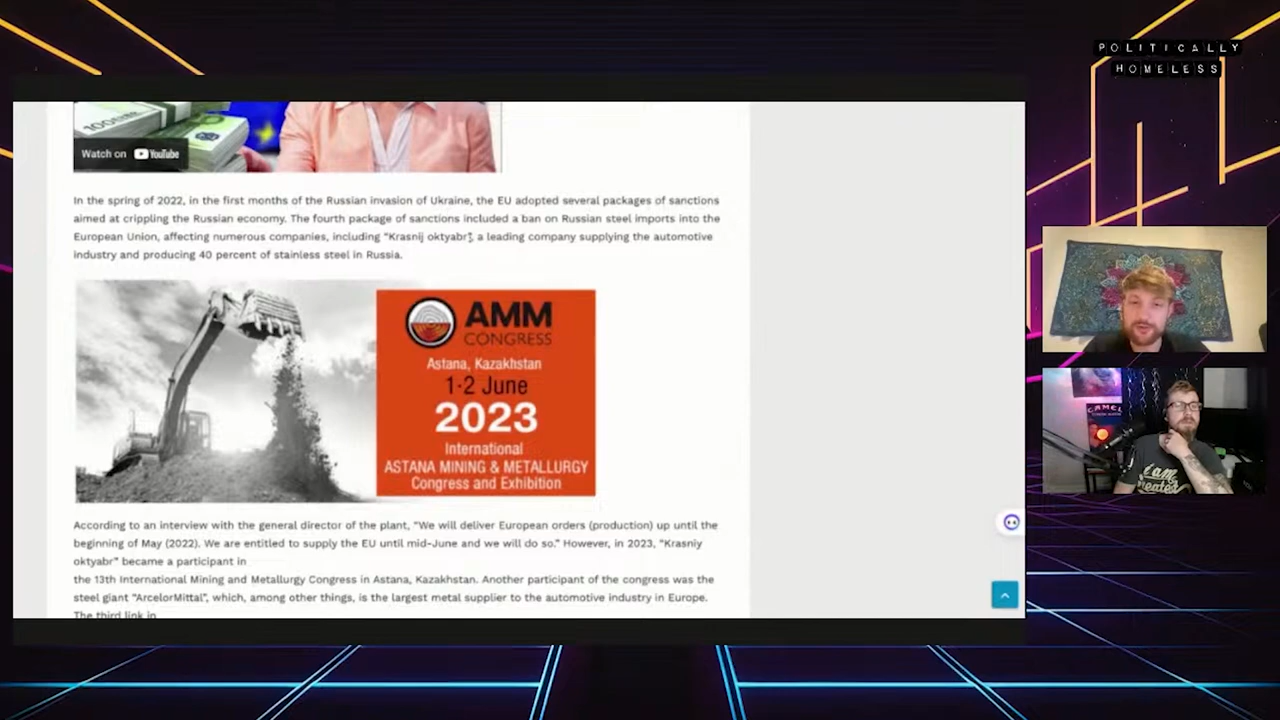 POLITICALLY
HOMELESS
100 EURO
Watch on YouTube
In the spring of 2022, in the first months of the Russian invasion of Ukraine, the EU adopted several packages of sanctions
aimed at crippling the Russian economy. The fourth package of sanctions included a ban on Russian steel imports into the
European Union, affecting numerous companies, including "Krasnij oktyabr", a leading company supplying the automotive
industry and producing 40 percent of stainless steel in Russia.
AMM
CONGRESS
Astana, Kazakhstan
1-2 June
2023
International
ASTANA MINING & METALLURGY
Congress and Exhibition
According to an interview with the general director of the plant, "We will deliver European orders (production) up until the
beginning of May (2022). We are entitled to supply the EU until mid-June and we will do so." However, in 2023, "Krasniy
oktyabr" became a participant in
the 13th International Mining and Metallurgy Congress in Astana, Kazakhstan. Another participant of the congress was the
steel giant "ArcelorMittal", which, among other things, is the largest metal supplier to the automotive industry in Europe.
The third link in
CAMEL
I am